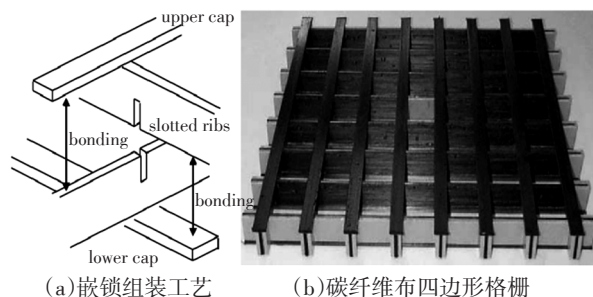 upper cap
slotted ribs
bonding
bonding
lower cap
(a)嵌锁组装工艺
(b)碳纤维布四边形格栅